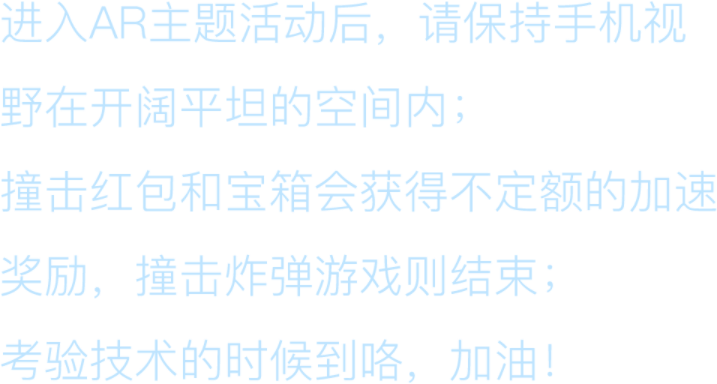 进入AR主题活动后，请保持手机视
野在开阔平坦的空间内；
撞击红包和宝箱会获得不定额的加速
奖励，撞击炸弹游戏则结束；
考验技术的时候到咯，加油！